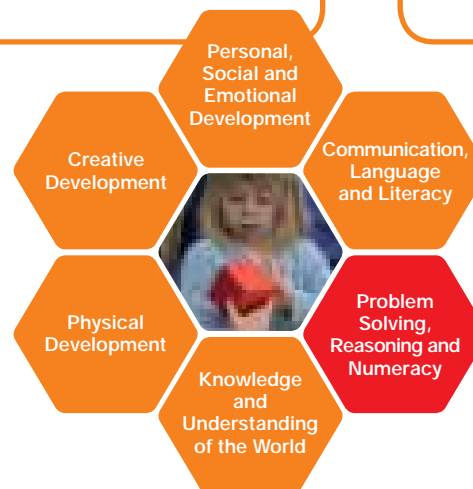 Personal,
Social and
Emotional
Development
Communication,
Language
and Literacy
Problem
Solving,
Reasoning and
Numeracy
Knowledge
and
Understanding
of the World
Physical
Development
Creative
Development